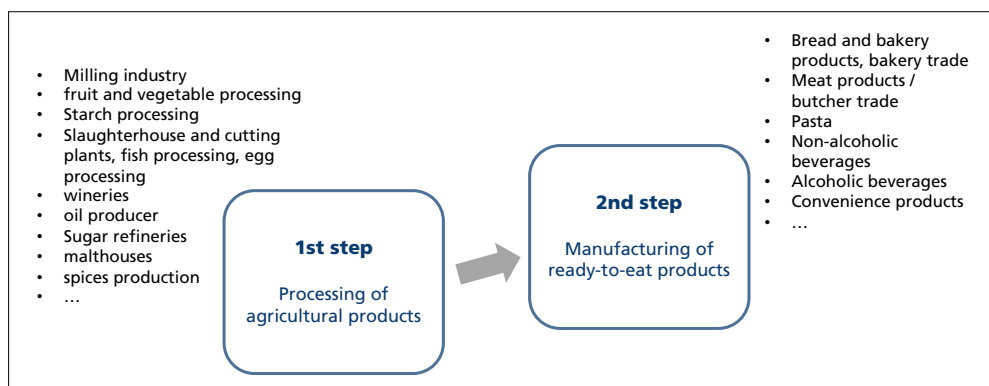 • Milling industry
• fruit and vegetable processing
• Starch processing
• Slaughterhouse and cutting
plants, fish processing, egg
processing
• wineries
• oil producer
• Sugar refineries
• malthouses
• spices production
• …
1st step
Processing of
agricultural products
2nd step
Manufacturing of
ready-to-eat products
• Bread and bakery
products, bakery trade
• Meat products /
butcher trade
• Pasta
• Non-alcoholic
beverages
• Alcoholic beverages
• Convenience products
• …